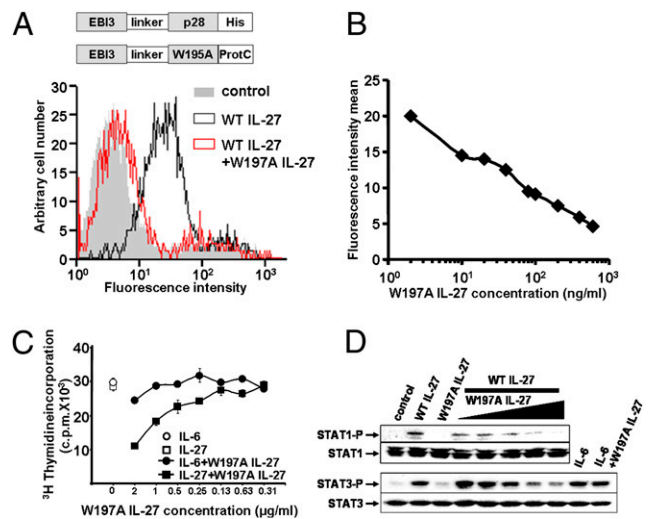 A
EBI3 linker p28 His
EBI3 linker W195A ProtC
Arbitrary cell number
30
25
20
15
10
5
0
control
WT IL-27
WT IL-27
+W197A IL-27
10⁰ 10¹ 10² 10³
Fluorescence intensity
B
Fluorescence intensity mean
25
20
15
10
5
0
10⁰ 10¹ 10² 10³
W197A IL-27 concentration (ng/ml)
C
³H Thymidineincorporation
(c.p.m.X10³)
40
30
20
10
0
IL-6
IL-27
IL-6+W197A IL-27
IL-27+W197A IL-27
0 2 1 0.5 0.25 0.13 0.63 0.31
W197A IL-27 concentration (μg/ml)
D
control
WT IL-27
W197A IL-27
WT IL-27
W197A IL-27
STAT1-P
STAT1
IL-6
IL-6
+W197A IL-27
STAT3-P
STAT3